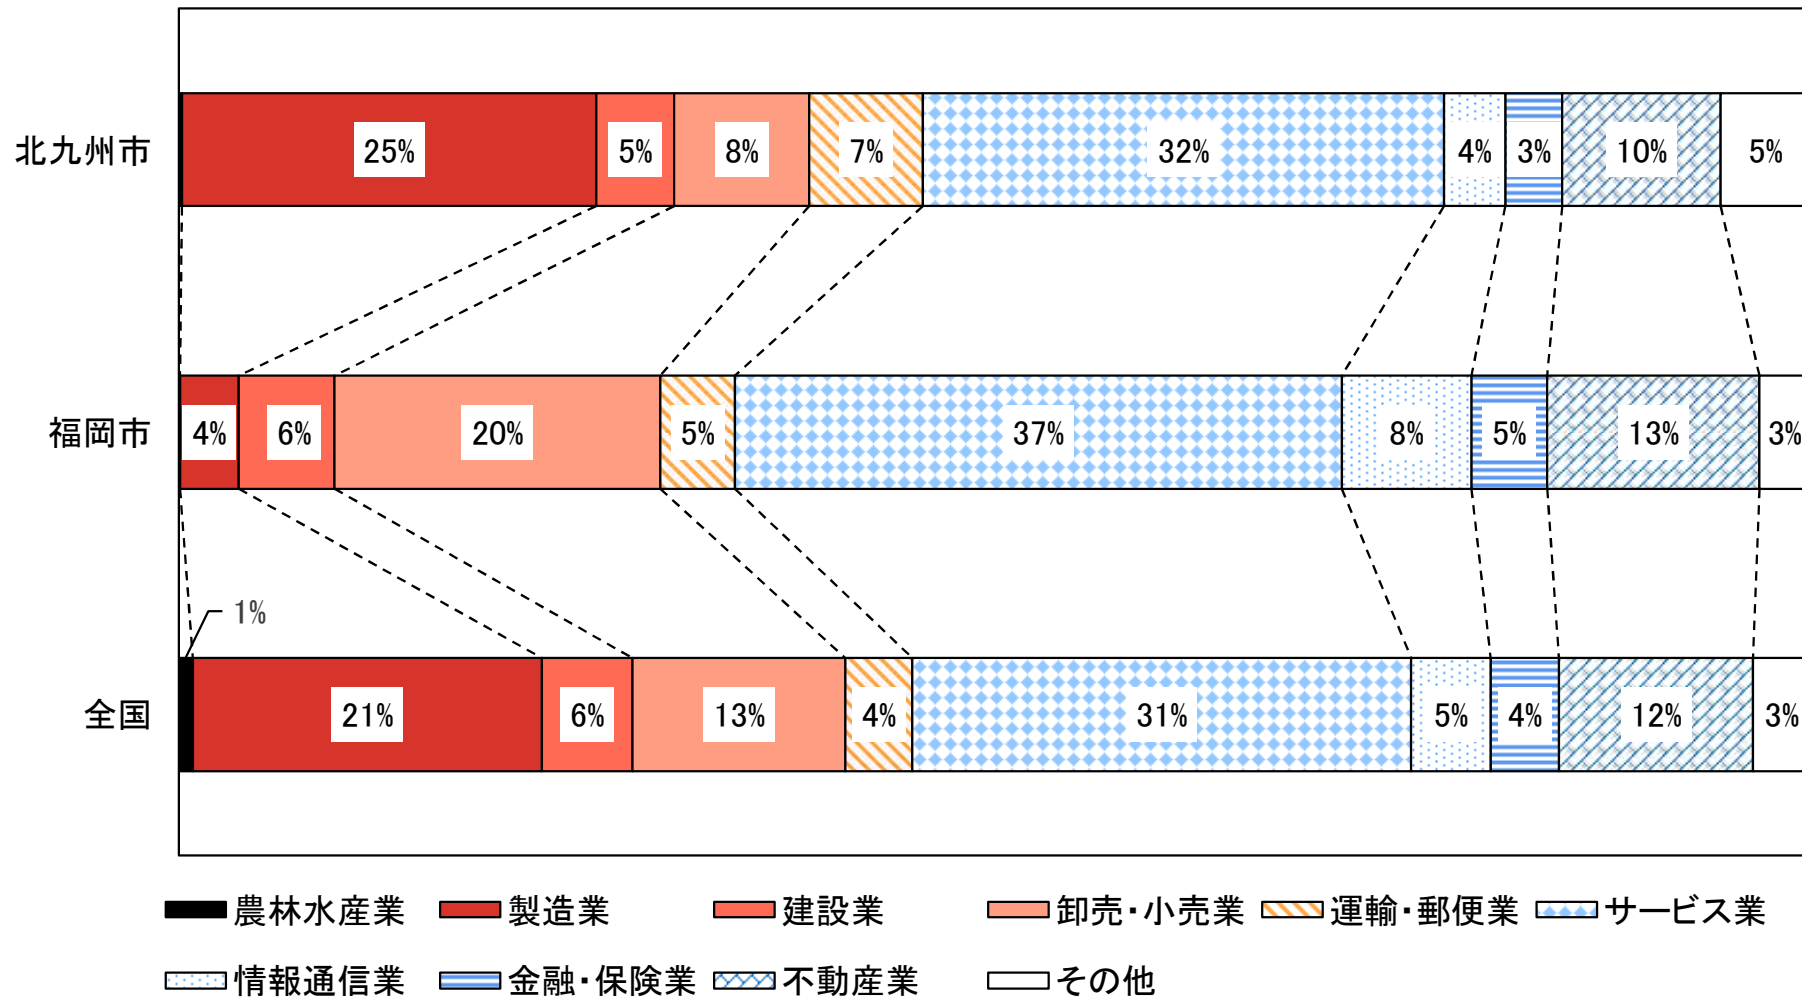 北九州市 25% 5% 8% 7% 32% 4% 3% 10% 5%
福岡市 4% 6% 20% 5% 37% 8% 5% 13% 3%
1%
全国 21% 6% 13% 4% 31% 5% 4% 12% 3%
農林水産業 製造業 建設業 卸売・小売業 運輸・郵便業 サービス業
情報通信業 金融・保険業 不動産業 その他